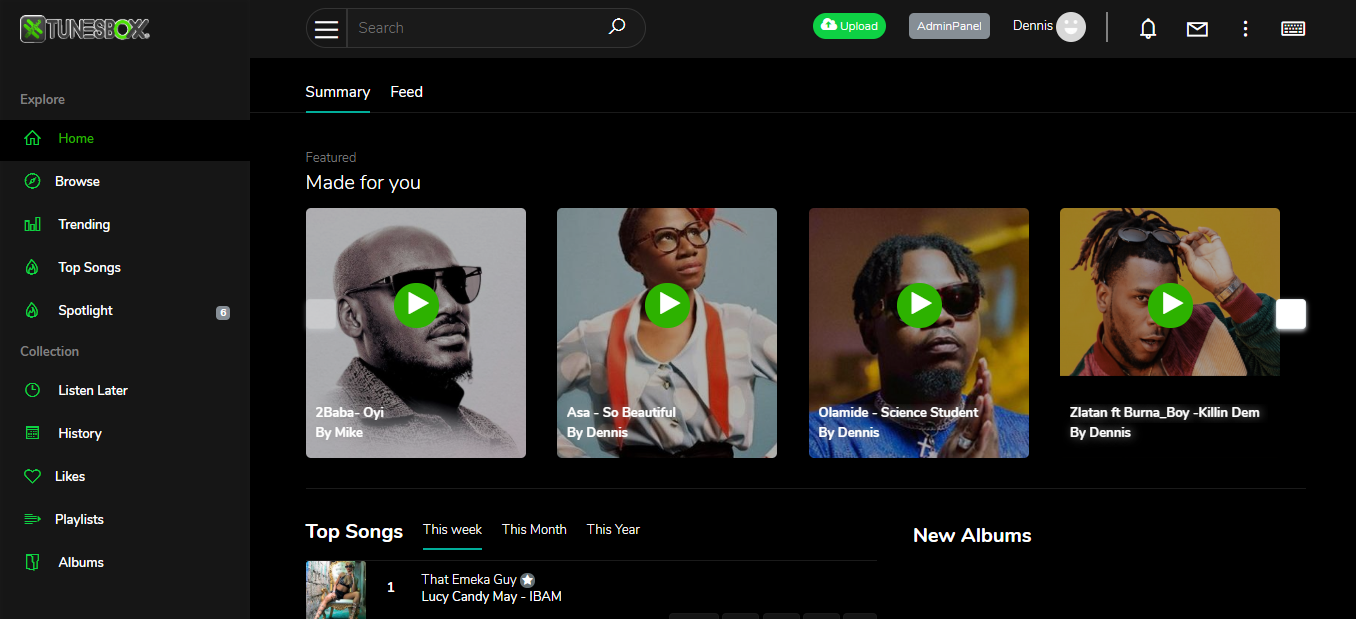 TUNESBOX
Search
Upload
AdminPanel
Dennis
Explore
Home
Browse
Trending
Top Songs
Spotlight
6
Collection
Listen Later
History
Likes
Playlists
Albums
Summary
Feed
Featured
Made for you
2Baba- Oyi
By Mike
Asa - So Beautiful
By Dennis
Olamide - Science Student
By Dennis
Zlatan ft Burna_Boy -Killin Dem
By Dennis
Top Songs
This week
This Month
This Year
1
That Emeka Guy
Lucy Candy May - IBAM
New Albums